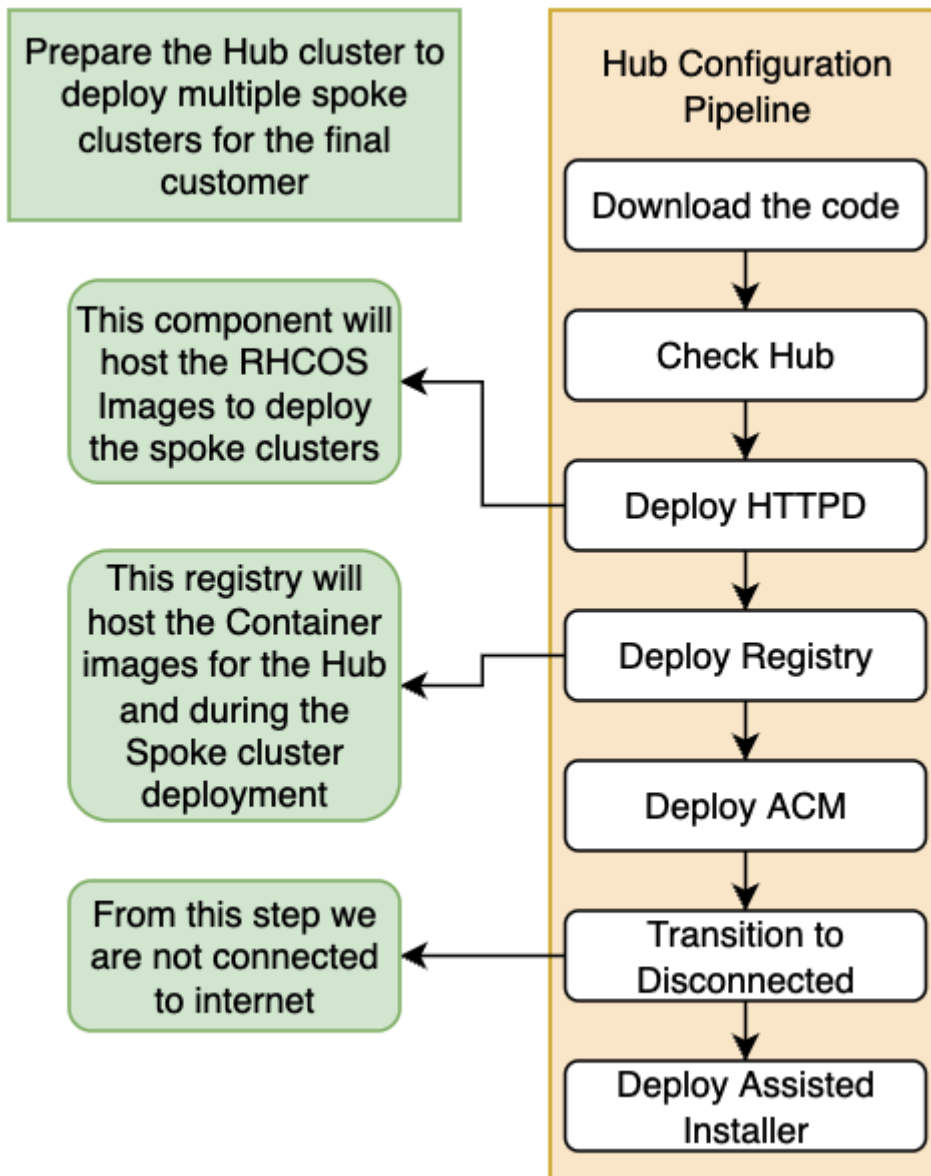 Prepare the Hub cluster to
deploy multiple spoke
clusters for the final
customer
Hub Configuration
Pipeline
Download the code
Check Hub
This component will
host the RHCOS
Images to deploy
the spoke clusters
Deploy HTTPD
This registry will
host the Container
images for the Hub
and during the
Spoke cluster
deployment
Deploy Registry
Deploy ACM
From this step we
are not connected
to internet
Transition to
Disconnected
Deploy Assisted
Installer